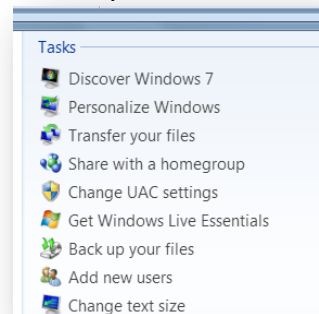 Tasks
Discover Windows 7
Personalize Windows
Transfer your files
Share with a homegroup
Change UAC settings
Get Windows Live Essentials
Back up your files
Add new users
Change text size